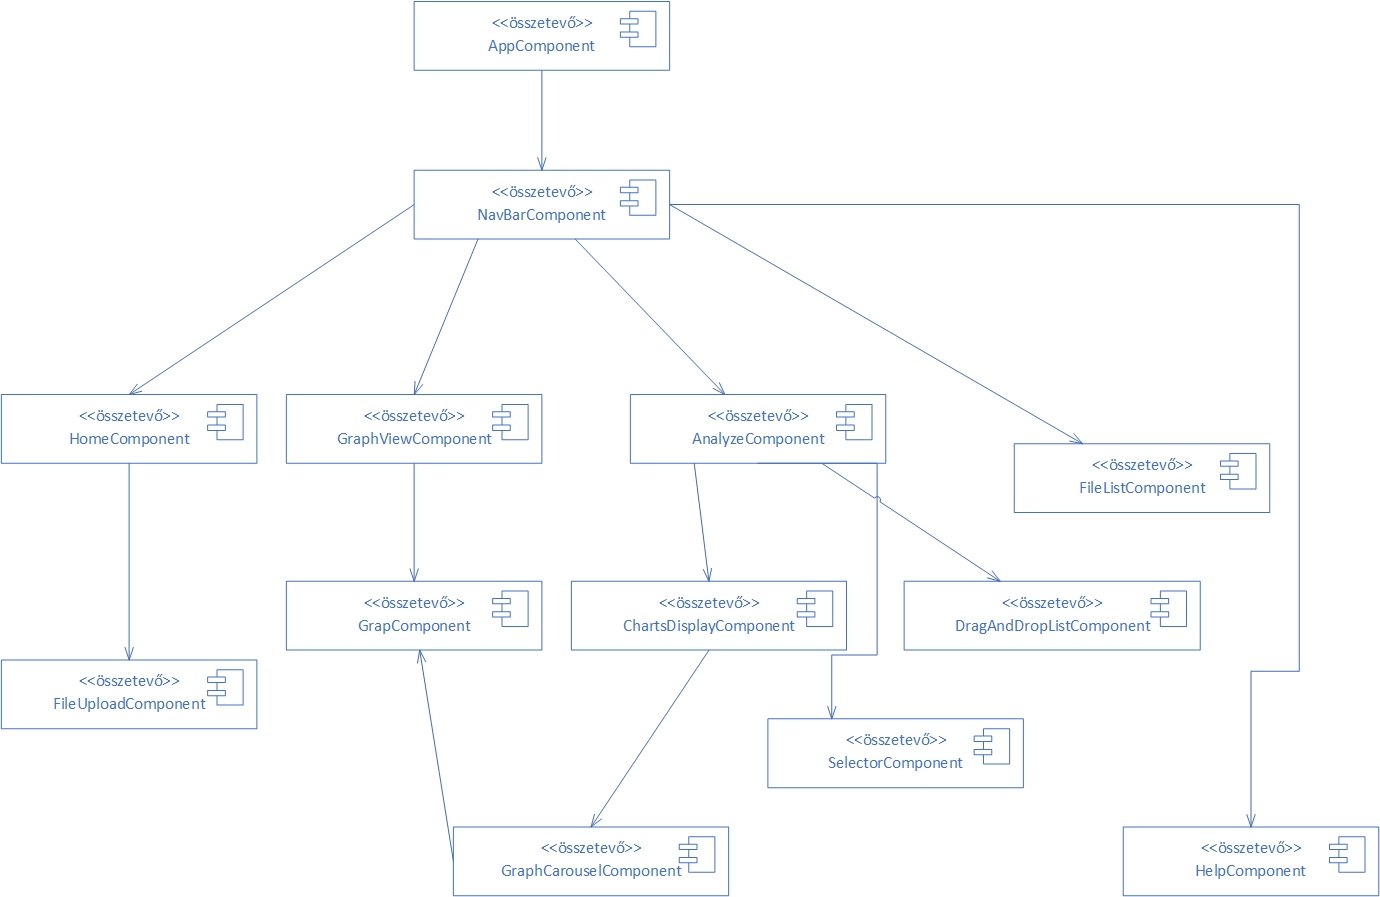 <<összetevő>>
AppComponent
<<összetevő>>
NavBarComponent
<<összetevő>>
HomeComponent
<<összetevő>>
GraphViewComponent
<<összetevő>>
AnalyzeComponent
<<összetevő>>
FileListComponent
<<összetevő>>
GrapComponent
<<összetevő>>
ChartsDisplayComponent
<<összetevő>>
DragAndDropListComponent
<<összetevő>>
FileUploadComponent
<<összetevő>>
SelectorComponent
<<összetevő>>
GraphCarouselComponent
<<összetevő>>
HelpComponent